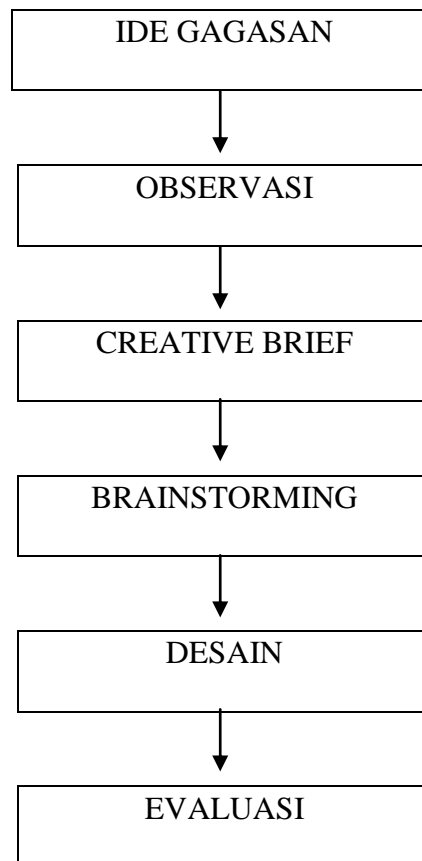 IDE GAGASAN
OBSERVASI
CREATIVE BRIEF
BRAINSTORMING
DESAIN
EVALUASI